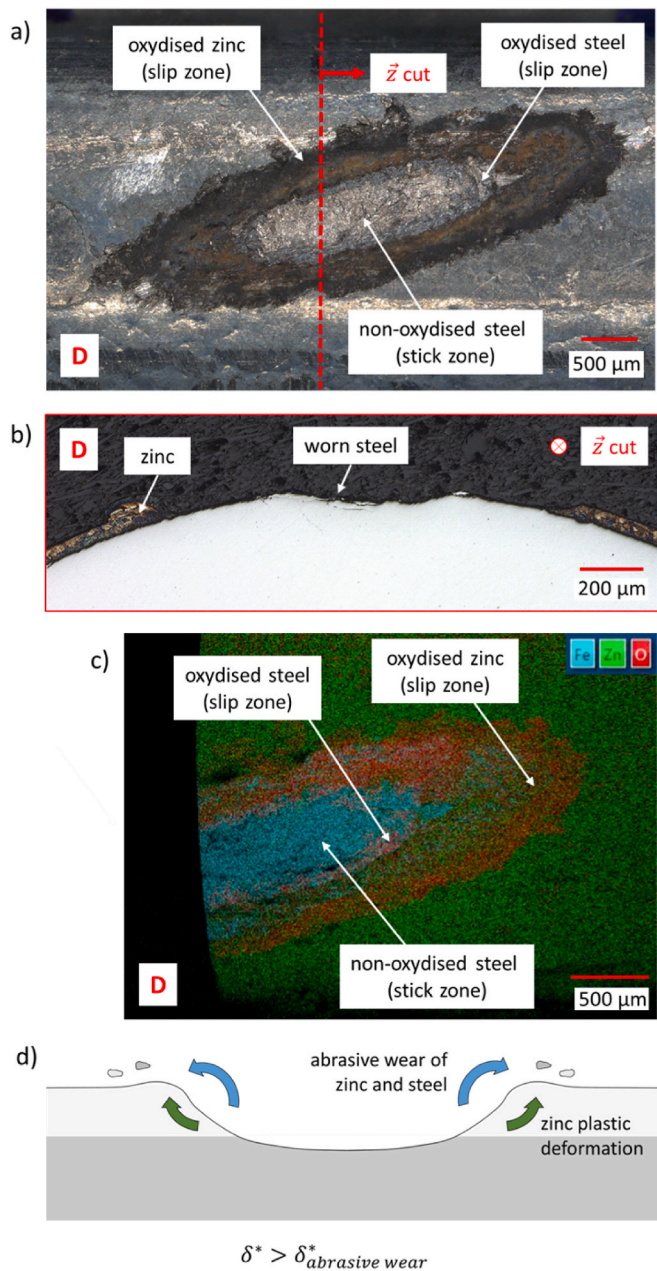 a)
oxydised zinc
(slip zone)
oxydised steel
(slip zone)
z⃗ cut
non-oxydised steel
(stick zone)
D
500 µm
b)
D
zinc
worn steel
z⃗ cut
200 µm
c)
Fe Zn O
oxydised steel
(slip zone)
oxydised zinc
(slip zone)
non-oxydised steel
(stick zone)
D
500 µm
d)
abrasive wear of
zinc and steel
zinc plastic
deformation
δ* > δ*abrasive wear